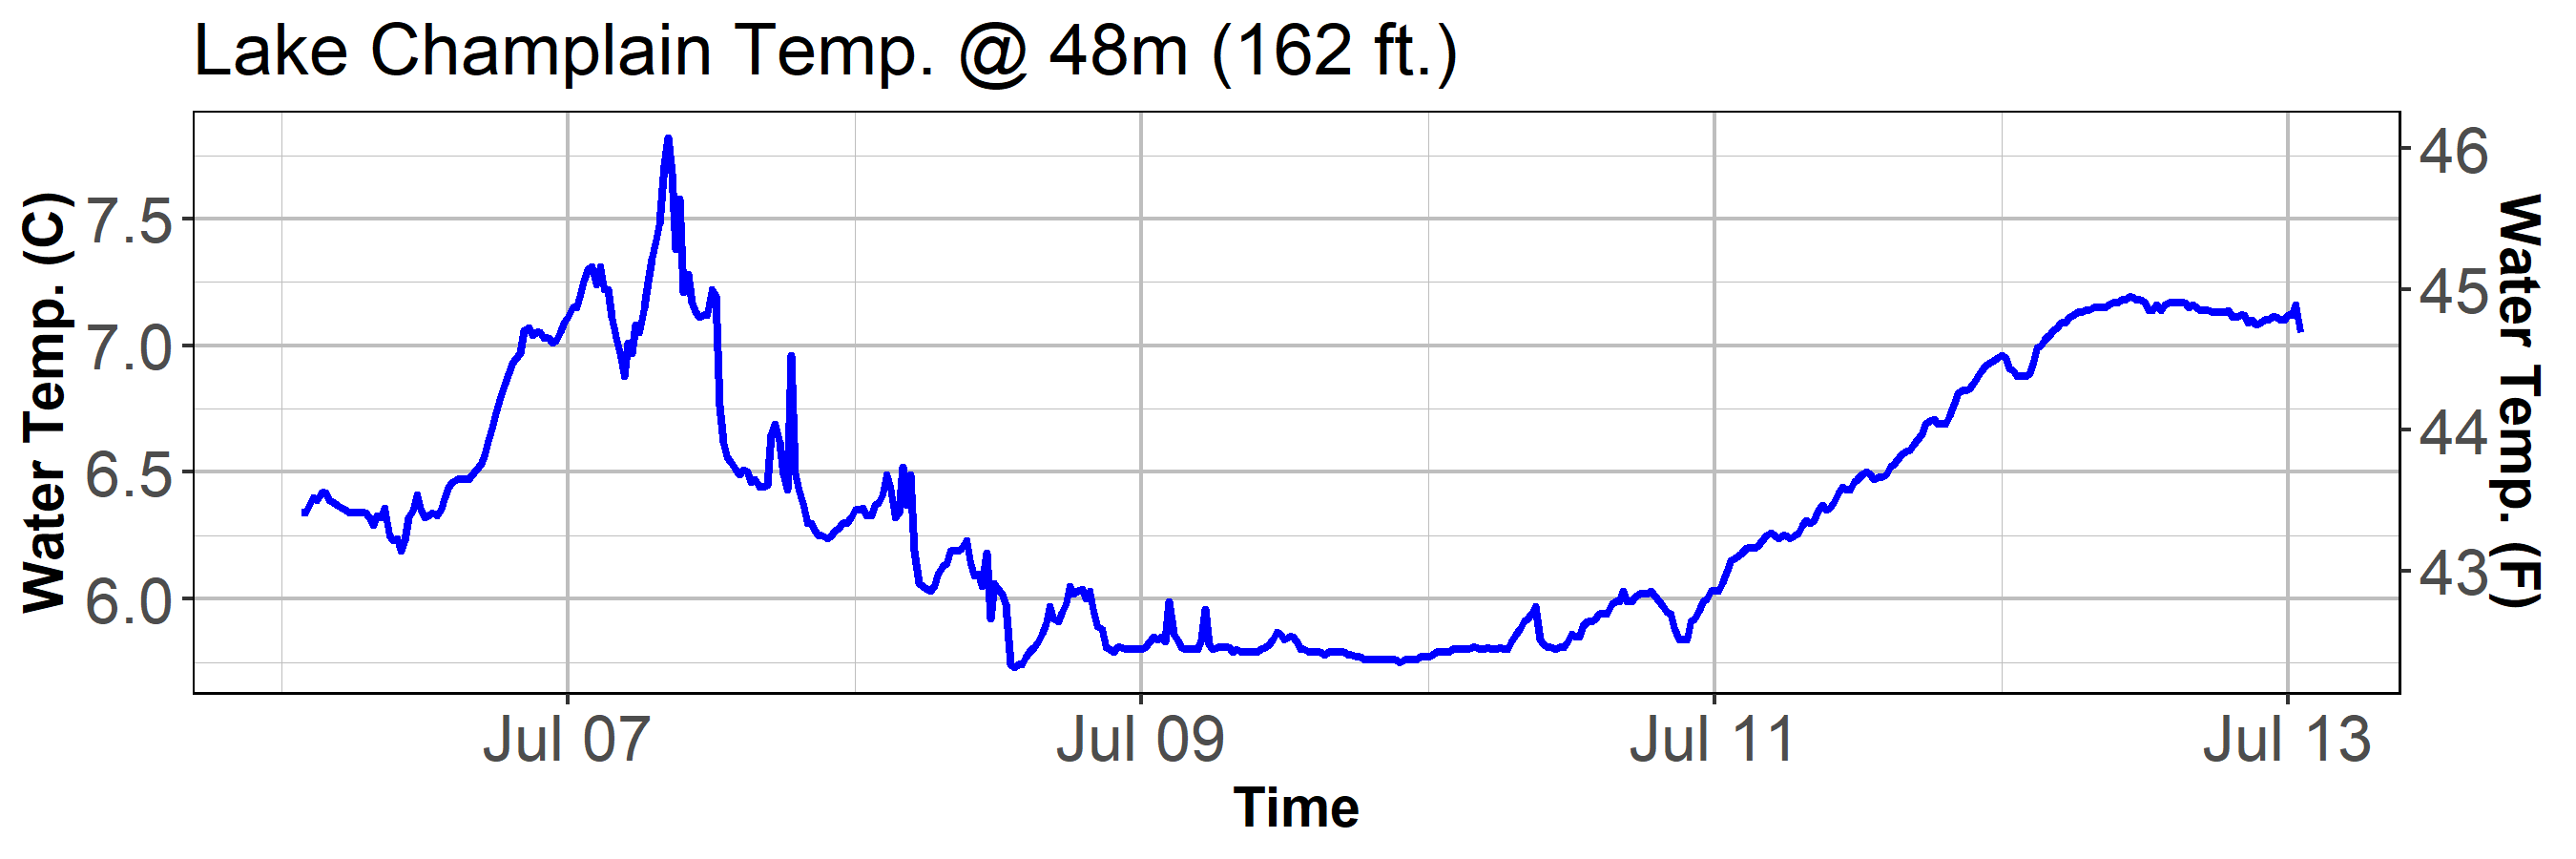 Lake Champlain Temp. @ 48m (162 ft.)
Water Temp. (C)
7.5
7.0
6.5
6.0
46
45
44
43
Water Temp. (F)
Jul 07 Jul 09 Jul 11 Jul 13
Time